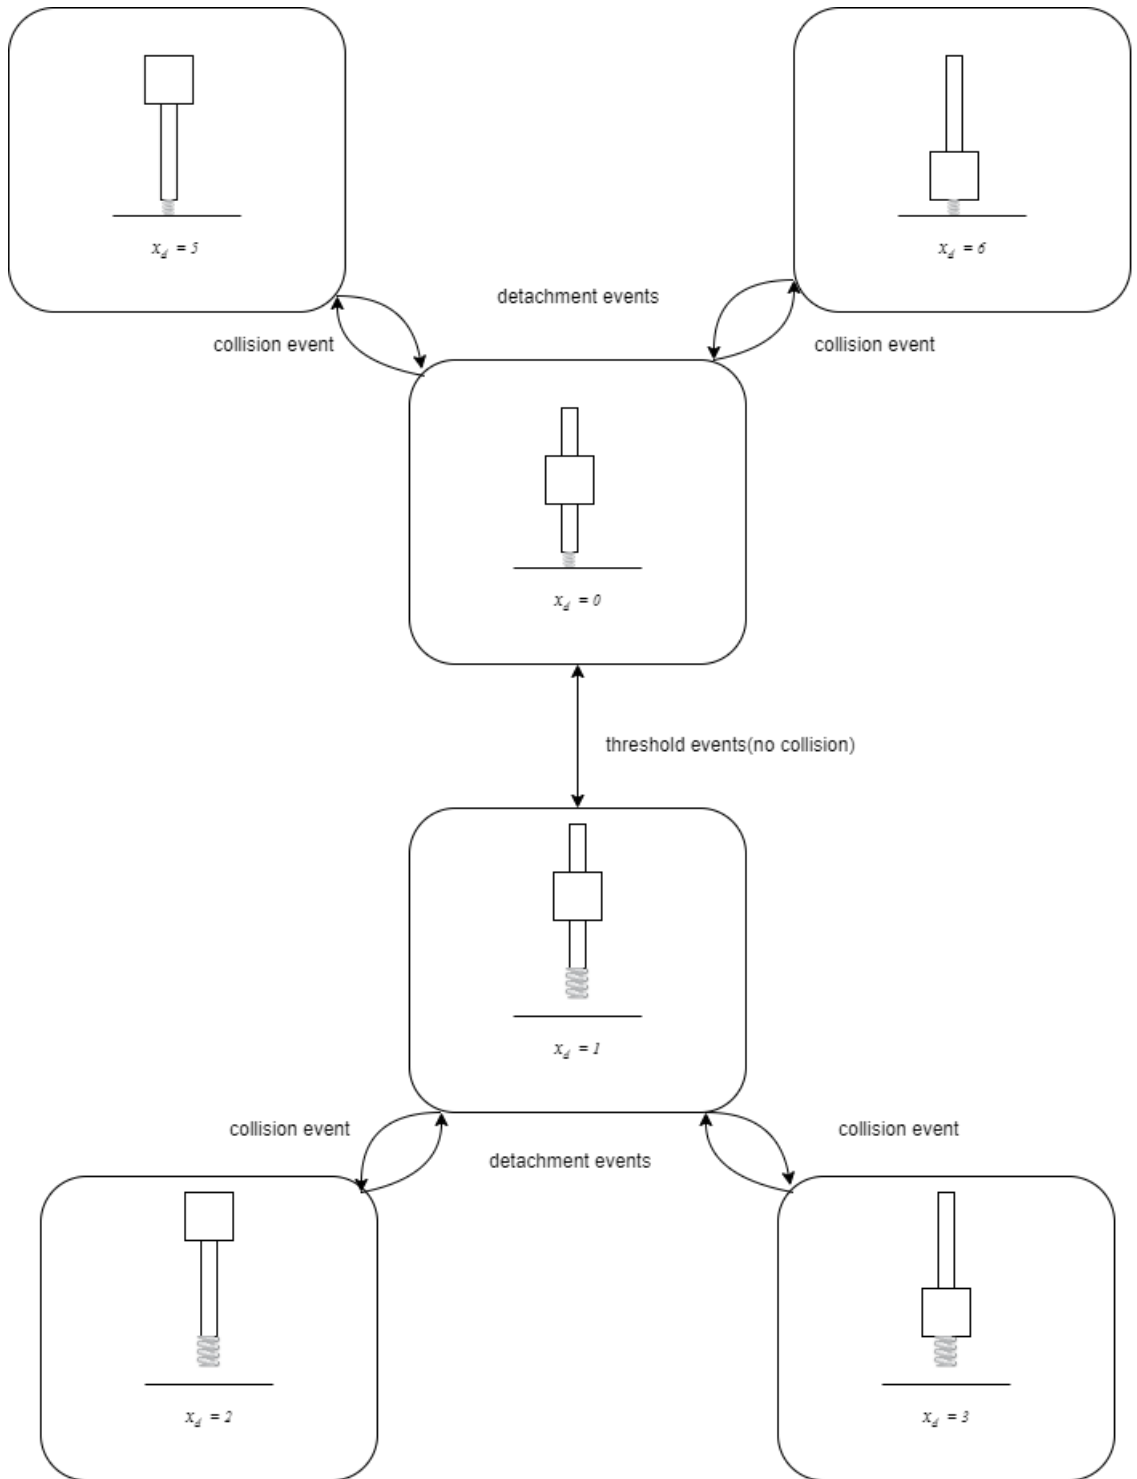 x_d = 5
x_d = 6
detachment events
collision event
collision event
x_d = 0
threshold events(no collision)
x_d = 1
collision event
collision event
detachment events
x_d = 2
x_d = 3